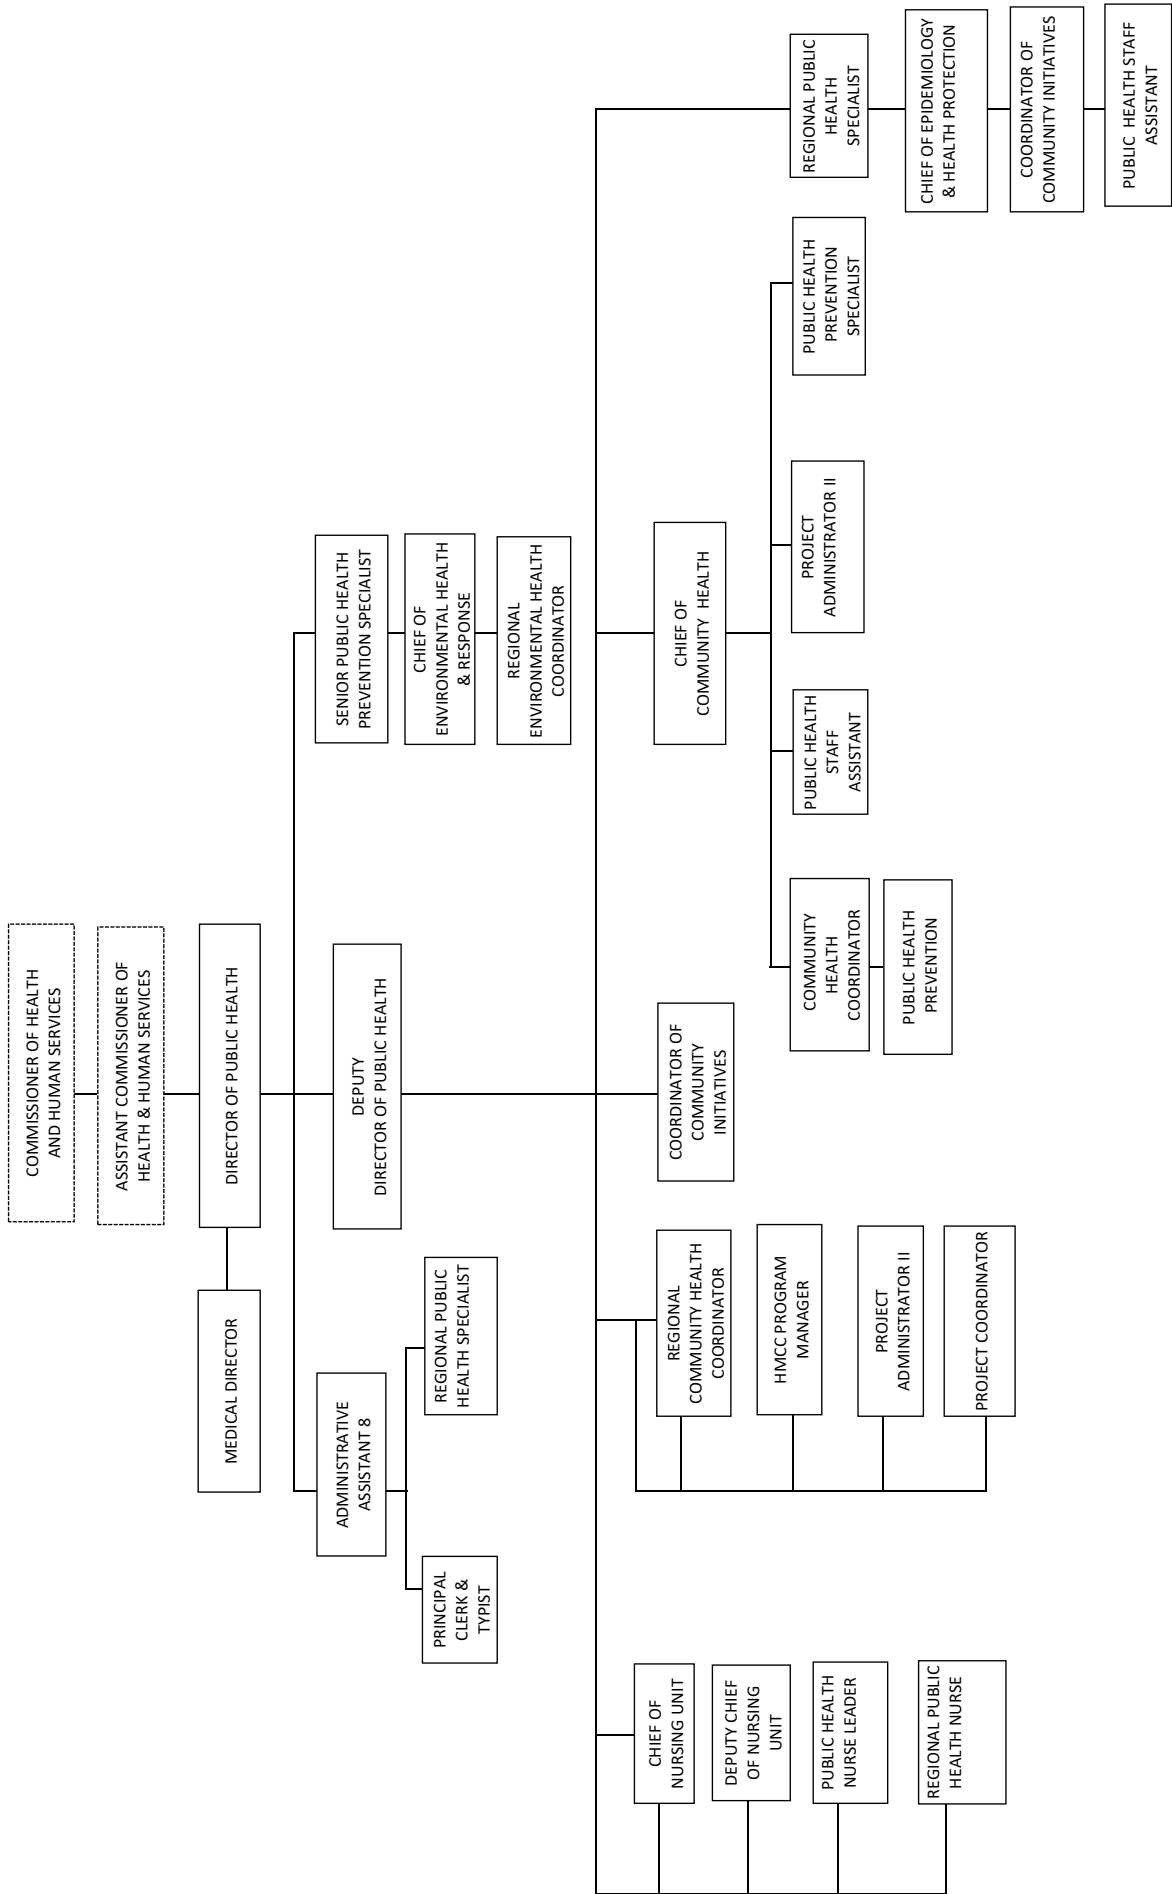 COMMISSIONER OF HEALTH
AND HUMAN SERVICES
ASSISTANT COMMISSIONER OF
HEALTH & HUMAN SERVICES
MEDICAL DIRECTOR
DIRECTOR OF PUBLIC HEALTH
ADMINISTRATIVE
ASSISTANT 8
DEPUTY
DIRECTOR OF PUBLIC HEALTH
SENIOR PUBLIC HEALTH
PREVENTION SPECIALIST
PRINCIPAL
CLERK &
TYPIST
REGIONAL PUBLIC
HEALTH SPECIALIST
CHIEF OF
ENVIRONMENTAL HEALTH
& RESPONSE
REGIONAL
ENVIRONMENTAL HEALTH
COORDINATOR
CHIEF OF
NURSING UNIT
DEPUTY CHIEF
OF NURSING
UNIT
PUBLIC HEALTH
NURSE LEADER
REGIONAL PUBLIC
HEALTH NURSE
REGIONAL
COMMUNITY HEALTH
COORDINATOR
HMCC PROGRAM
MANAGER
PROJECT
ADMINISTRATOR II
PROJECT COORDINATOR
COORDINATOR OF
COMMUNITY
INITIATIVES
CHIEF OF
COMMUNITY HEALTH
COMMUNITY
HEALTH
COORDINATOR
PUBLIC HEALTH
PREVENTION
PUBLIC HEALTH
STAFF
ASSISTANT
PROJECT
ADMINISTRATOR II
PUBLIC HEALTH
PREVENTION
SPECIALIST
REGIONAL PUBLIC
HEALTH
SPECIALIST
CHIEF OF EPIDEMIOLOGY
& HEALTH PROTECTION
COORDINATOR OF
COMMUNITY INITIATIVES
PUBLIC HEALTH STAFF
ASSISTANT